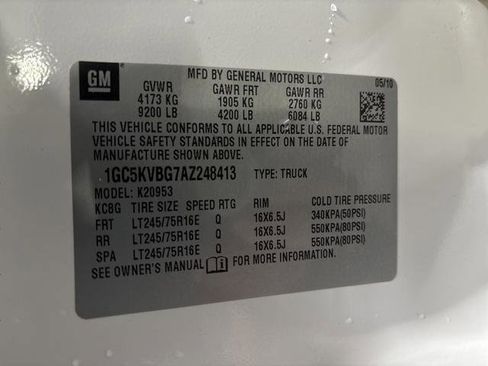 GM
MFD BY GENERAL MOTORS LLC
05/10
GVWR GAWR FRT GAWR RR
4173 KG 1905 KG 2760 KG
9200 LB 4200 LB 6084 LB
THIS VEHICLE CONFORMS TO ALL APPLICABLE U.S. FEDERAL MOTOR
VEHICLE SAFETY STANDARDS IN EFFECT ON THE DATE OF
MANUFACTURE SHOWN ABOVE.
1GC5KVBG7AZ248413 TYPE: TRUCK
MODEL: K20953
KCBG TIRE SIZE SPEED RTG RIM COLD TIRE PRESSURE
FRT LT245/75R16E Q 16X6.5J 340KPA(50PSI)
RR LT245/75R16E Q 16X6.5J 550KPA(80PSI)
SPA LT245/75R16E Q 16X6.5J 550KPA(80PSI)
SEE OWNER'S MANUAL FOR MORE INFORMATION.